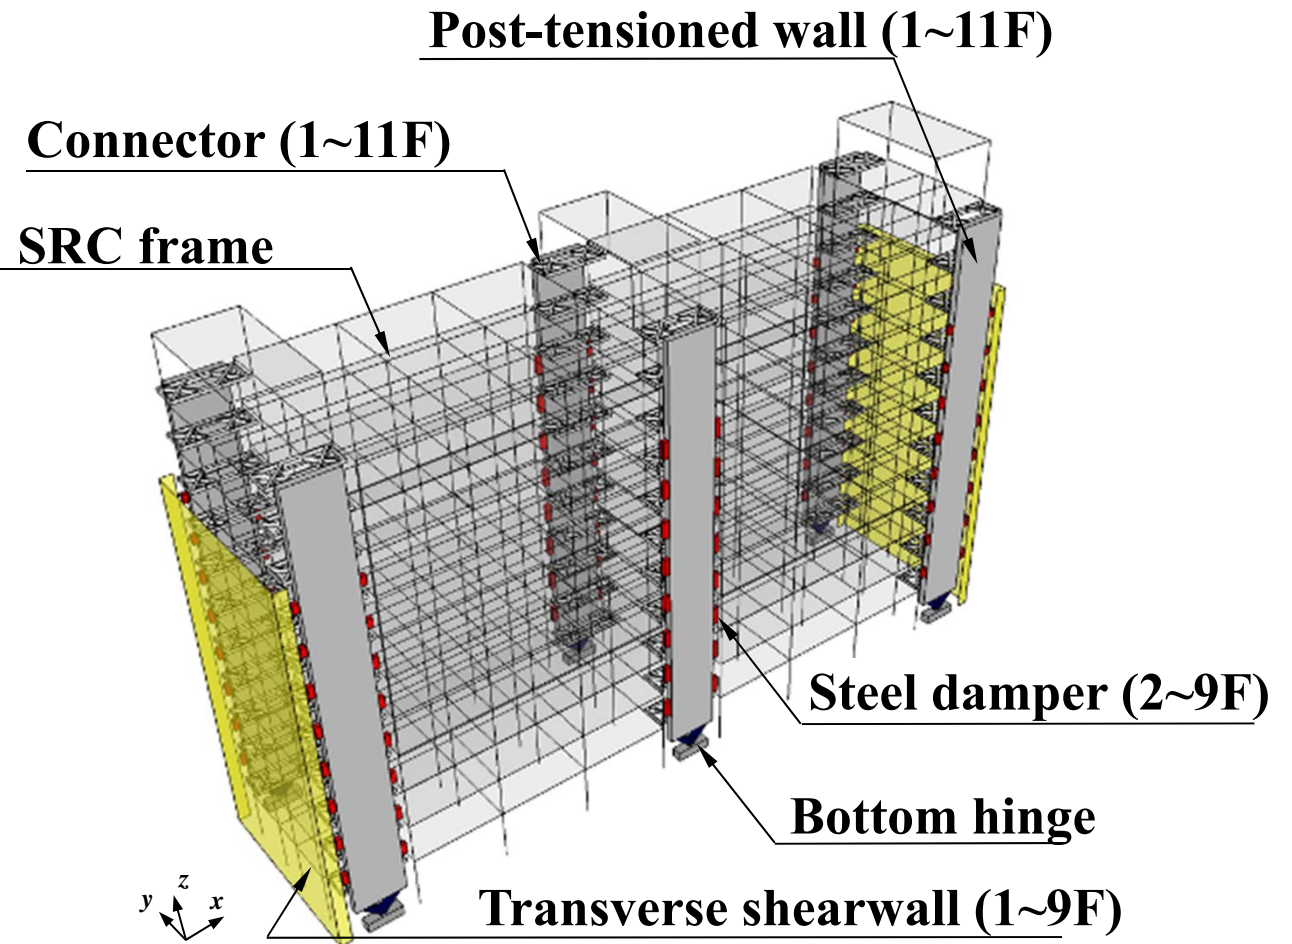 Post-tensioned wall (1~11F)
Connector (1~11F)
SRC frame
Steel damper (2~9F)
Bottom hinge
Transverse shearwall (1~9F)
y z x